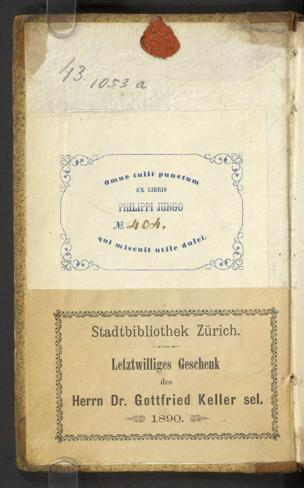 43.
1053 a
Omne tulit punctum
EX LIBRIS
PHILIPPI JUNGO
№ 404.
qui miscuit utile dulci.
Stadtbibliothek Zürich.
Letztwilliges Geschenk
des
Herrn Dr. Gottfried Keller sel.
1890.